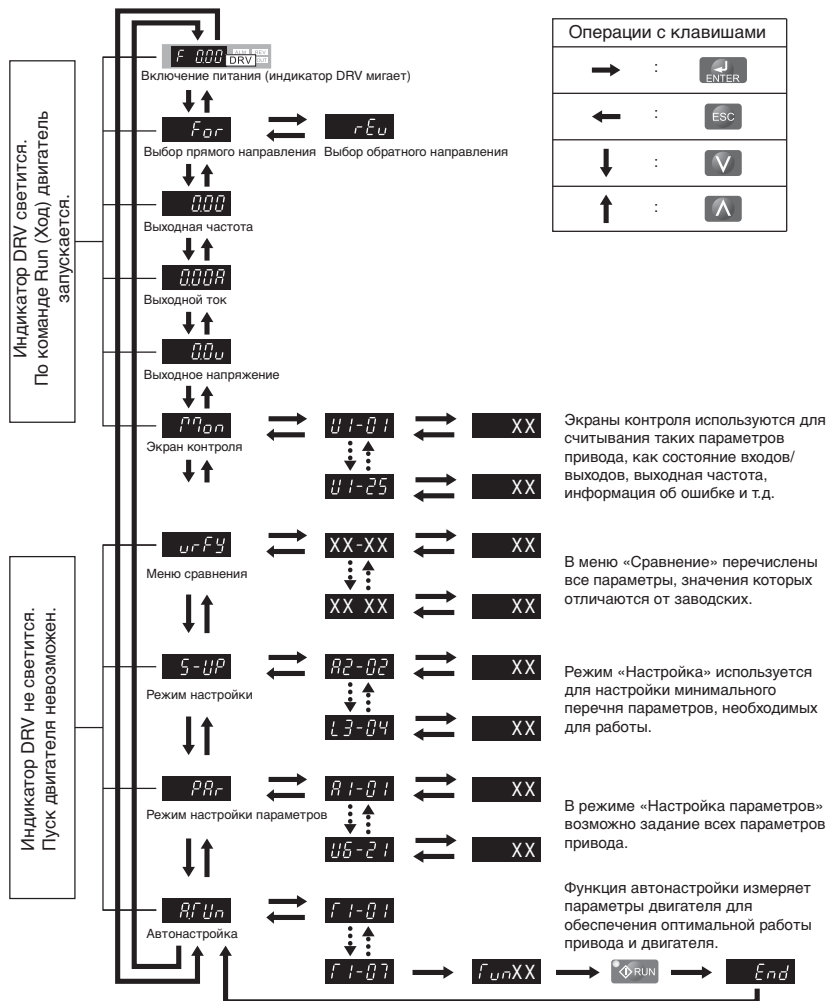 F 0.00 ALM REV DRV OUT
Включение питания (индикатор DRV мигает)
For rEv
Выбор прямого направления Выбор обратного направления
0.00
Выходная частота
0.00A
Выходной ток
0.0v
Выходное напряжение
Mon U1-01 XX
Экран контроля
U1-25 XX
Индикатор DRV светится.
По команде Run (Ход) двигатель
запускается.
Операции с клавишами
→ : ENTER
← : ESC
↓ : V
↑ : Λ
Экраны контроля используются для
считывания таких параметров
привода, как состояние входов/
выходов, выходная частота,
информация об ошибке и т.д.
Индикатор DRV не светится.
Пуск двигателя невозможен.
vrFy XX-XX XX
Меню сравнения
XX XX XX
В меню «Сравнение» перечислены
все параметры, значения которых
отличаются от заводских.
S-UP A2-02 XX
Режим настройки
L3-04 XX
Режим «Настройка» используется
для настройки минимального
перечня параметров, необходимых
для работы.
PAr A1-01 XX
Режим настройки параметров
U6-21 XX
В режиме «Настройка параметров»
возможно задание всех параметров
привода.
A.TUn T1-01
Автонастройка
T1-07 TunXX RUN End
Функция автонастройки измеряет
параметры двигателя для
обеспечения оптимальной работы
привода и двигателя.